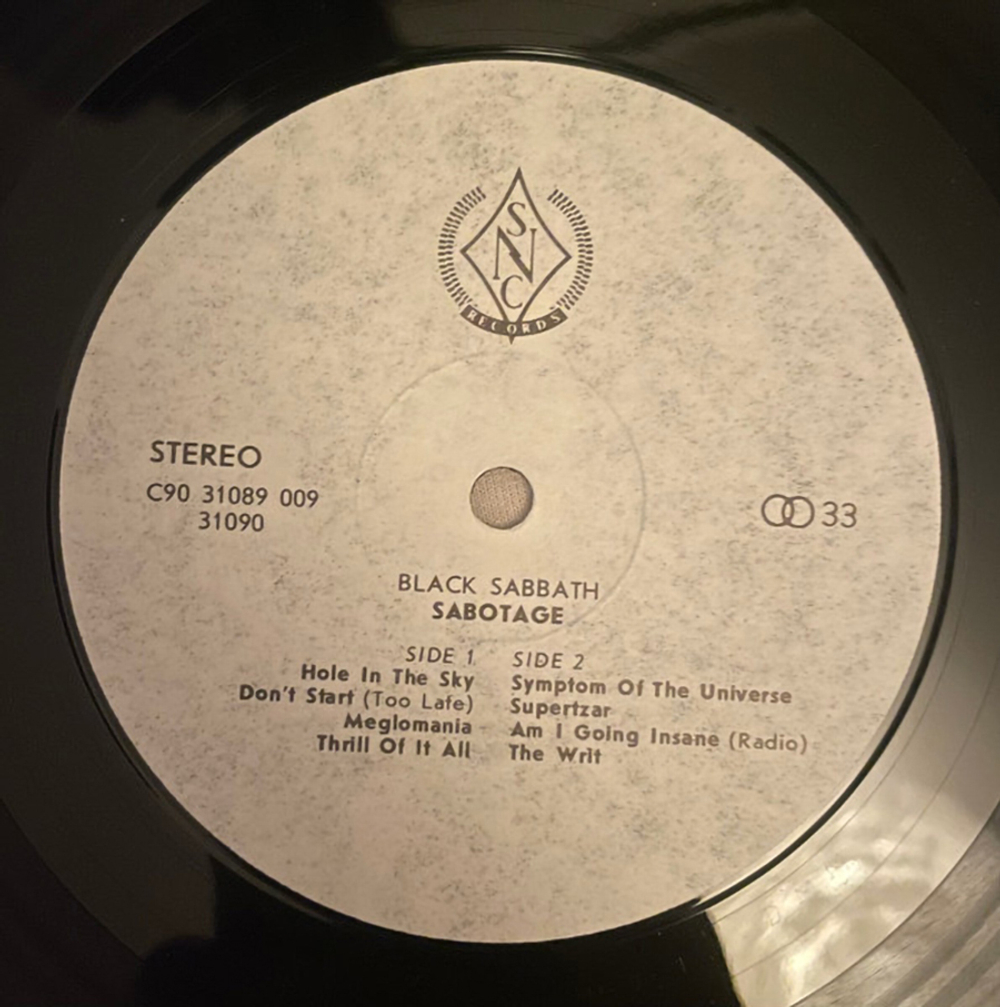 SNC
RECORDS
STEREO
C90 31089 009
31090
33
BLACK SABBATH
SABOTAGE
SIDE 1
Hole In The Sky
Don't Start (Too Lafe)
Meglomania
Thrill Of It All
SIDE 2
Symptom Of The Universe
Supertzar
Am I Going Insane (Radio)
The Writ